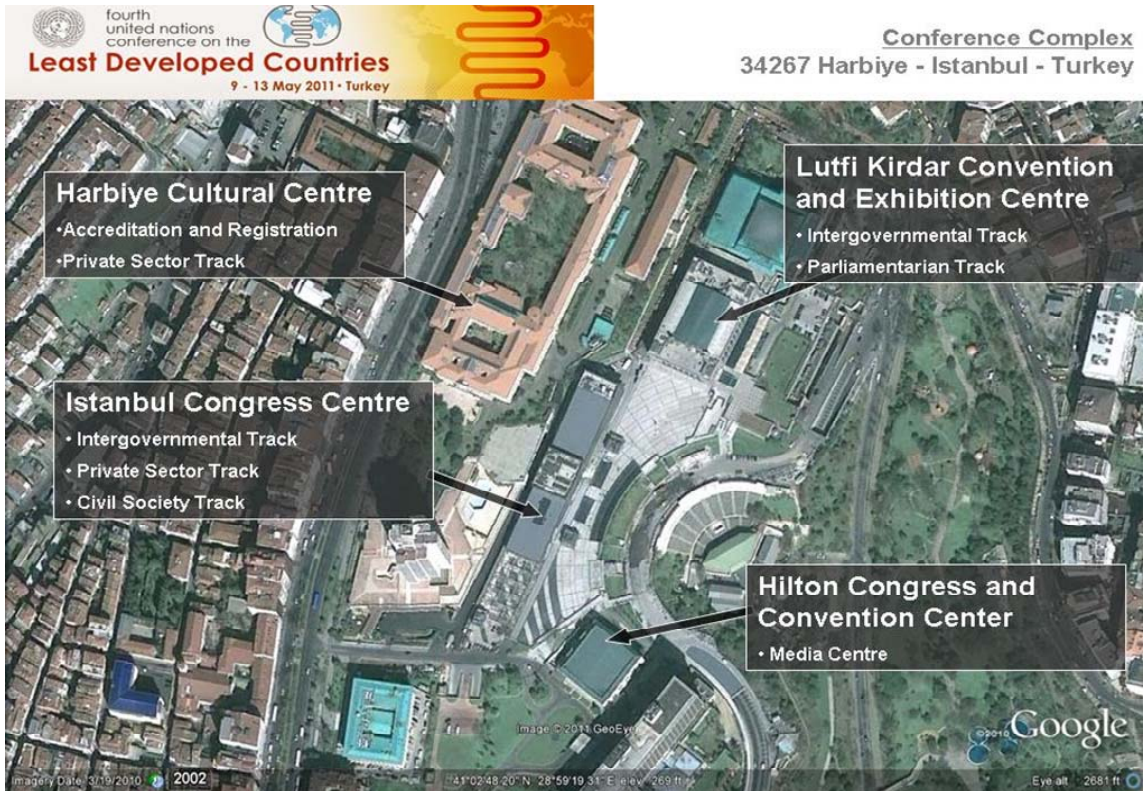 fourth
united nations
conference on the
Least Developed Countries
9 - 13 May 2011 • Turkey
Conference Complex
34267 Harbiye - Istanbul - Turkey
Harbiye Cultural Centre
•Accreditation and Registration
•Private Sector Track
Lutfi Kirdar Convention
and Exhibition Centre
• Intergovernmental Track
• Parliamentarian Track
Istanbul Congress Centre
• Intergovernmental Track
• Private Sector Track
• Civil Society Track
Hilton Congress and
Convention Center
• Media Centre
Image © 2011 GeoEye
©2010 Google
Imagery Date: 3/19/2010 2002 41°02'48.20" N 28°59'19.31" E elev 269 ft Eye alt 2681 ft